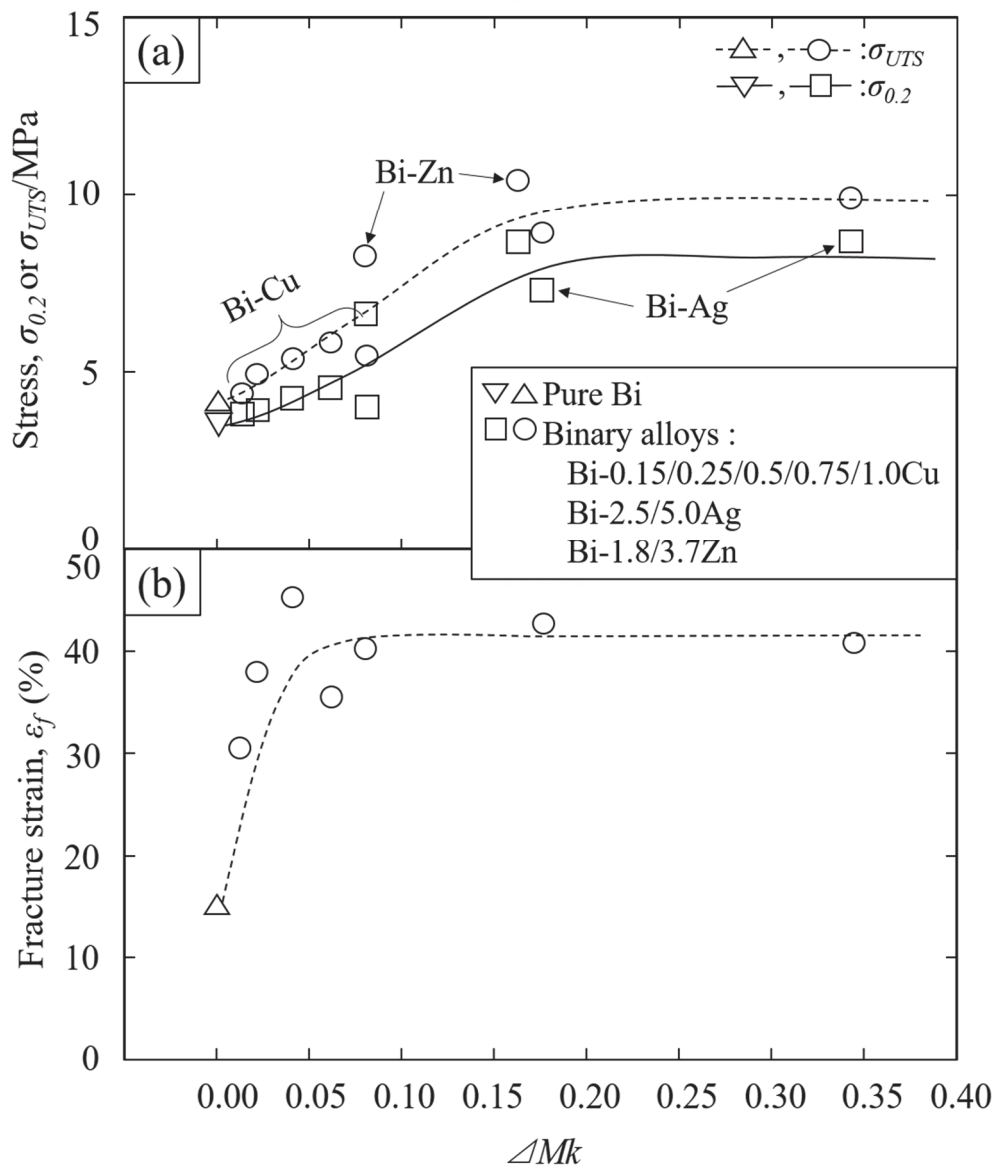 15
(a)
, :σUTS
, :σ0.2
Bi-Zn
10
Bi-Cu
Bi-Ag
5
Stress, σ0.2 or σUTS/MPa
Pure Bi
Binary alloys :
Bi-0.15/0.25/0.5/0.75/1.0Cu
Bi-2.5/5.0Ag
Bi-1.8/3.7Zn
0
50
(b)
40
30
20
10
0
Fracture strain, εf (%)
0.00 0.05 0.10 0.15 0.20 0.25 0.30 0.35 0.40
⊿Mk